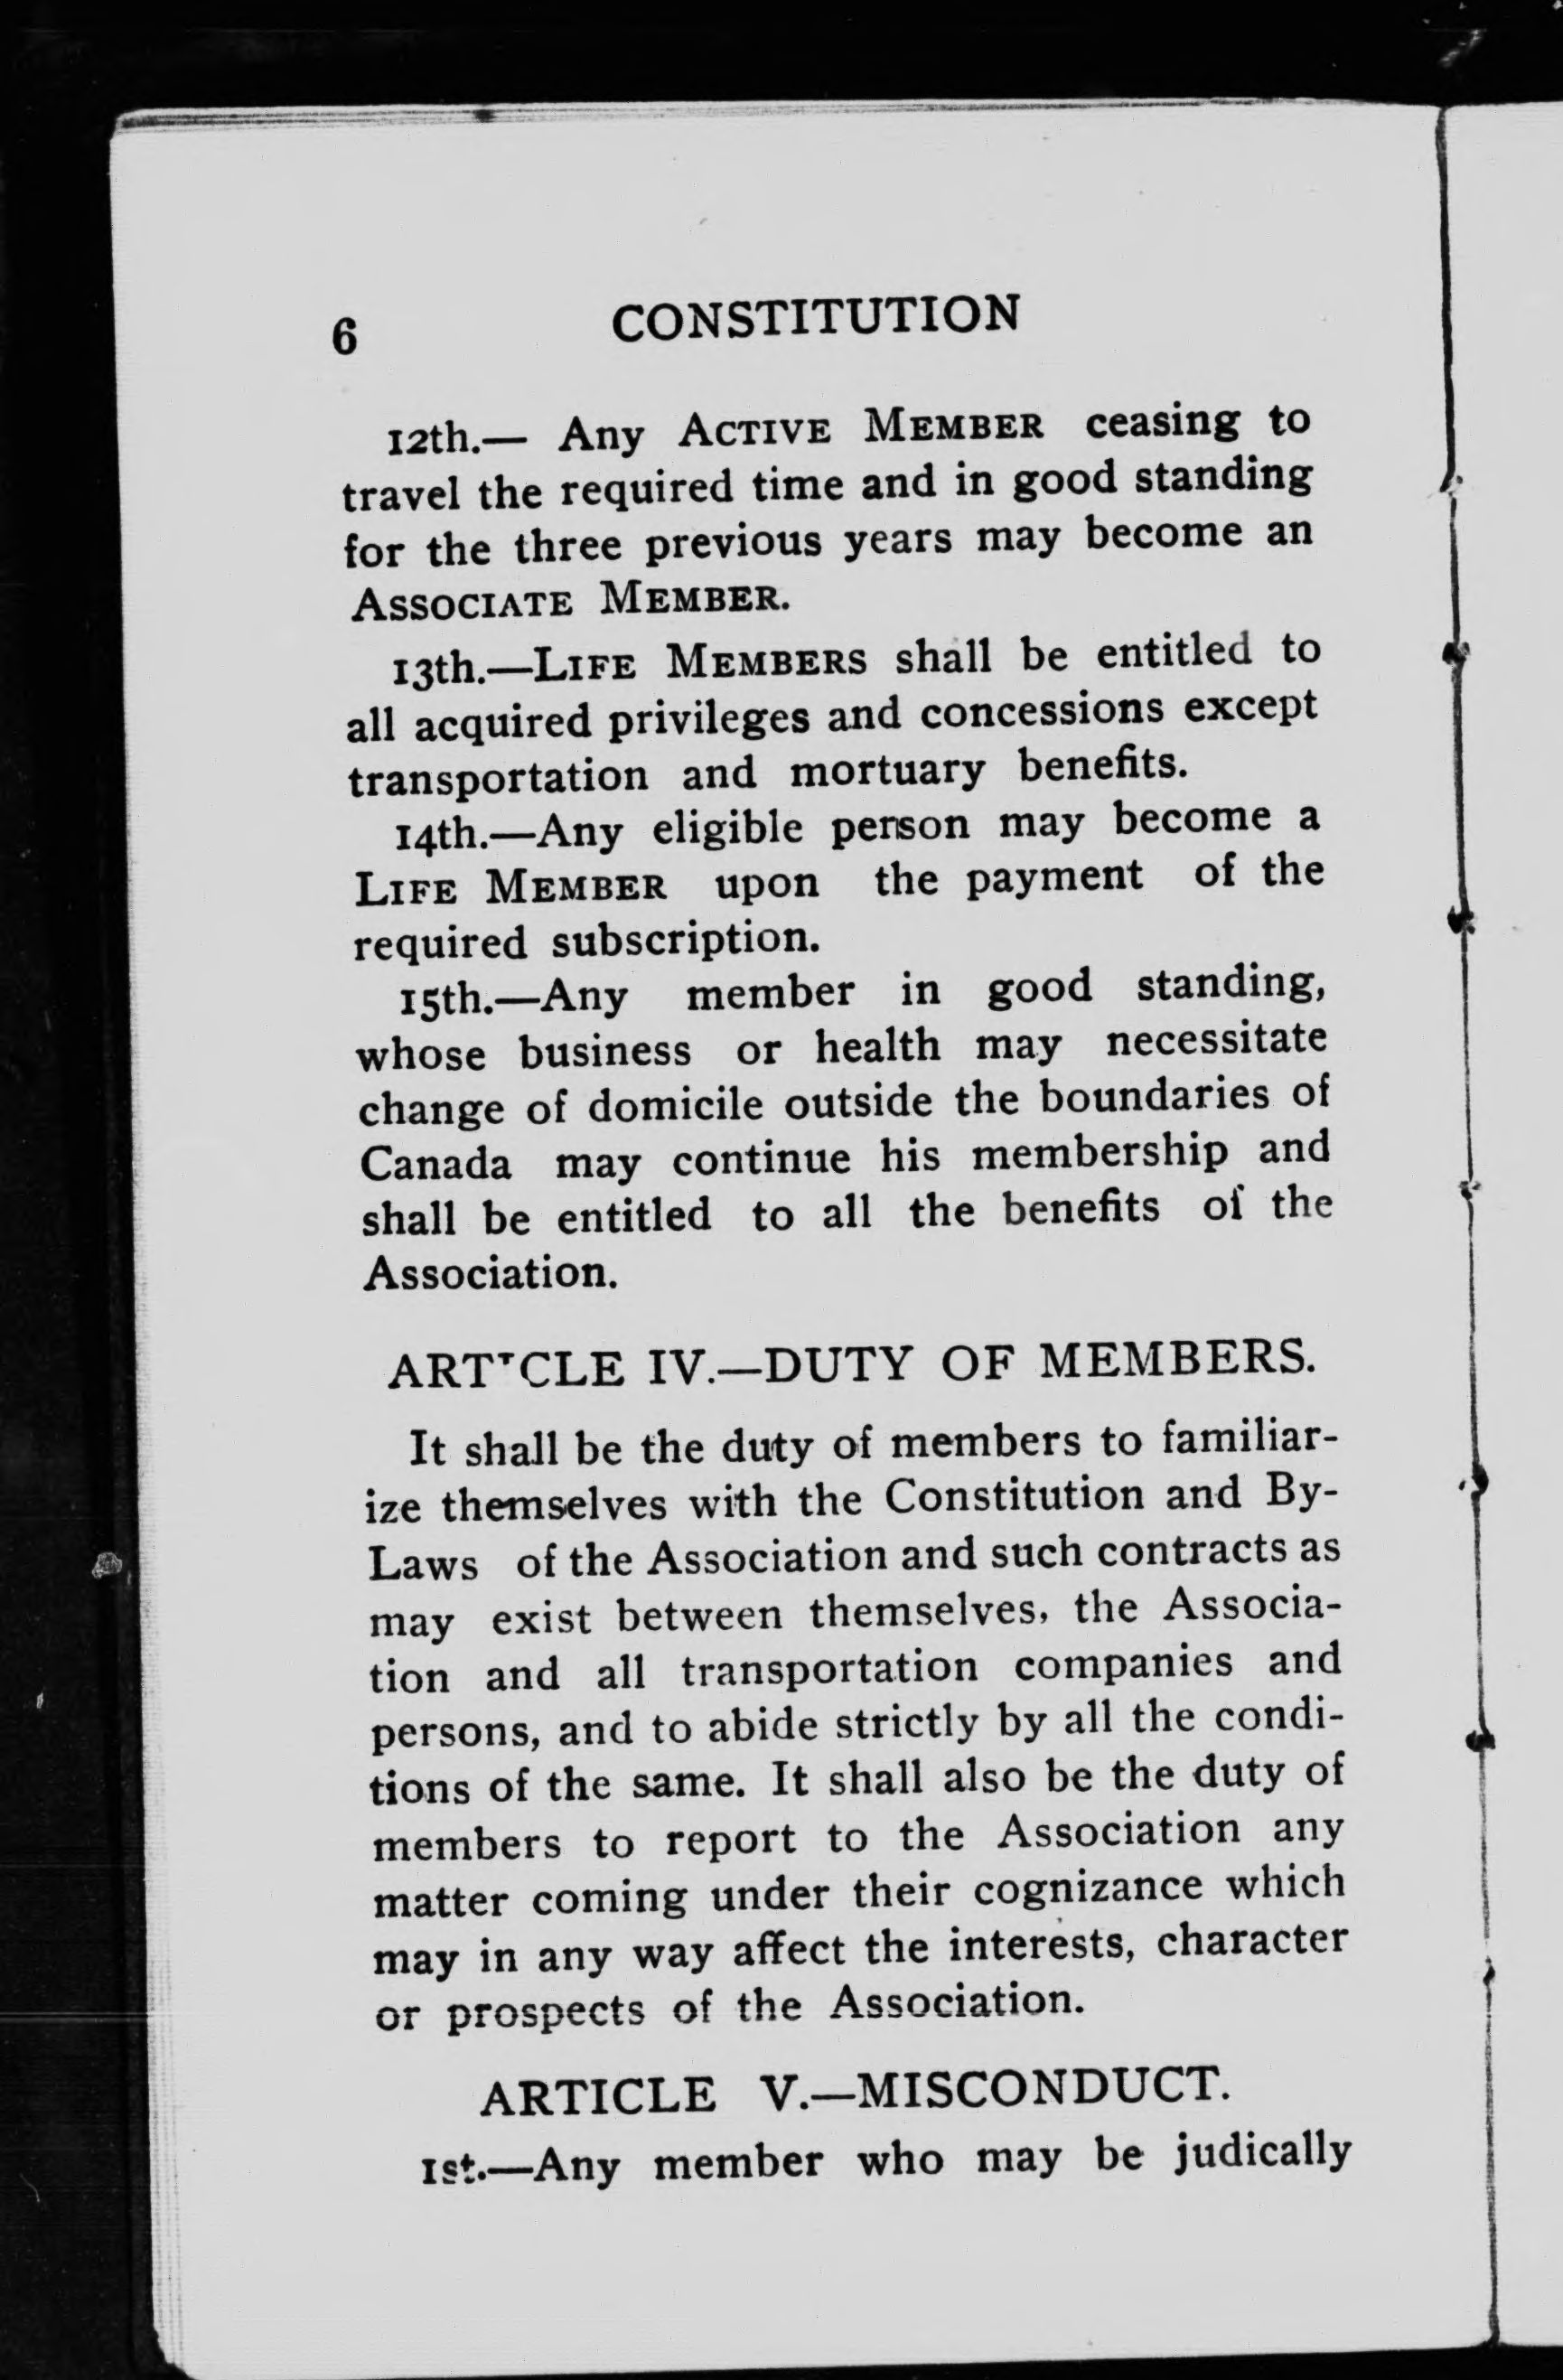 6 CONSTITUTION
12th.— Any ACTIVE MEMBER ceasing to
travel the required time and in good standing
for the three previous years may become an
ASSOCIATE MEMBER.
13th.—LIFE MEMBERS shall be entitled to
all acquired privileges and concessions except
transportation and mortuary benefits.
14th.—Any eligible person may become a
LIFE MEMBER upon the payment of the
required subscription.
15th.—Any member in good standing,
whose business or health may necessitate
change of domicile outside the boundaries of
Canada may continue his membership and
shall be entitled to all the benefits of the
Association.
ARTICLE IV.—DUTY OF MEMBERS.
It shall be the duty of members to familiar-
ize themselves with the Constitution and By-
Laws of the Association and such contracts as
may exist between themselves, the Associa-
tion and all transportation companies and
persons, and to abide strictly by all the condi-
tions of the same. It shall also be the duty of
members to report to the Association any
matter coming under their cognizance which
may in any way affect the interests, character
or prospects of the Association.
ARTICLE V.—MISCONDUCT.
1st.—Any member who may be judically